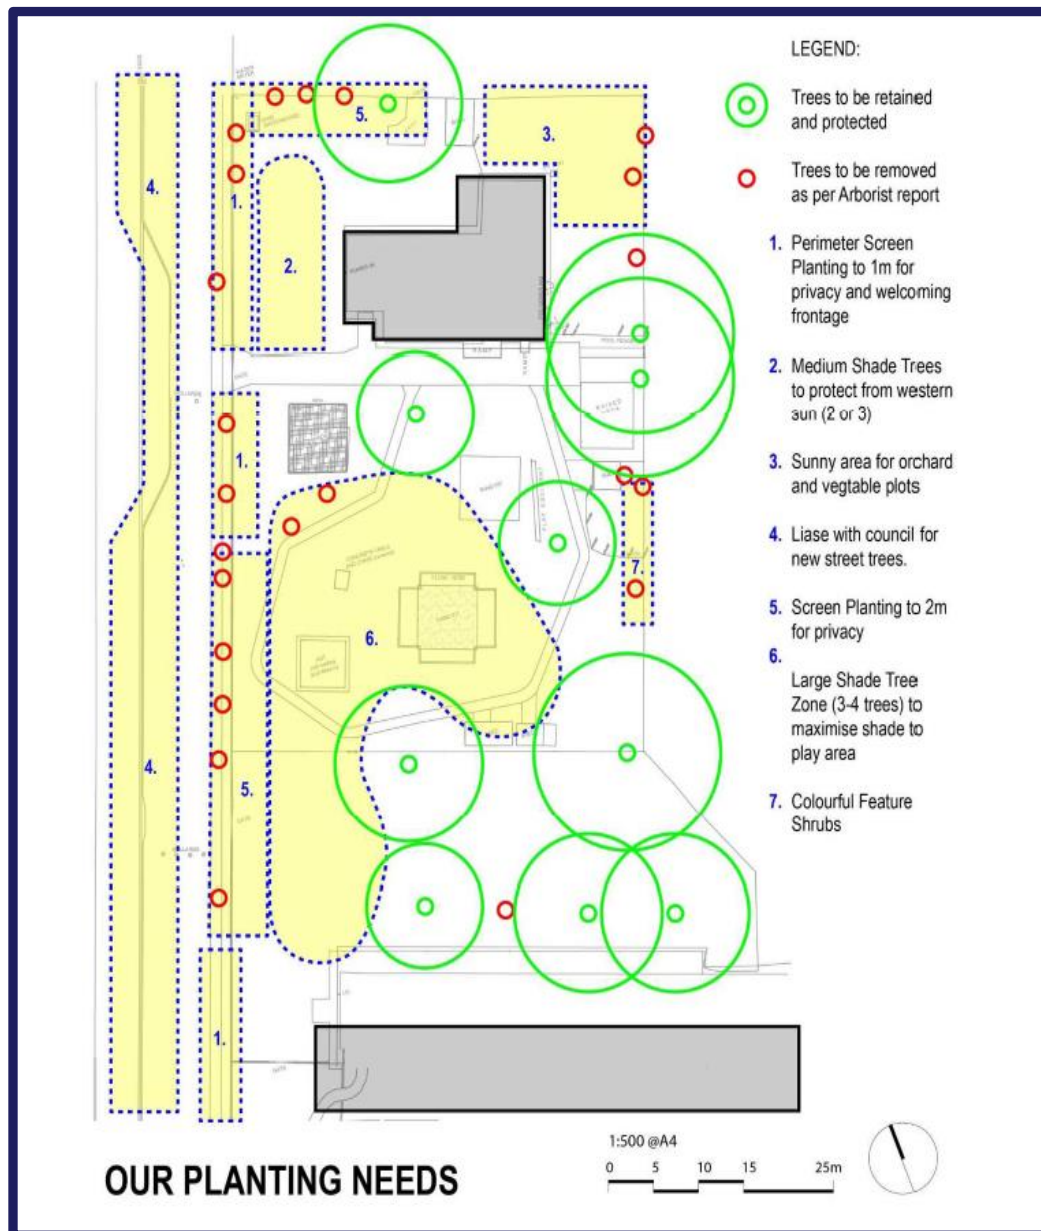 LEGEND:
Trees to be retained
and protected
Trees to be removed
as per Arborist report
1. Perimeter Screen
Planting to 1m for
privacy and welcoming
frontage
2. Medium Shade Trees
to protect from western
sun (2 or 3)
3. Sunny area for orchard
and vegtable plots
4. Liase with council for
new street trees.
5. Screen Planting to 2m
for privacy
6.
Large Shade Tree
Zone (3-4 trees) to
maximise shade to
play area
7. Colourful Feature
Shrubs
5.
3.
4.
1.
2.
RAMP
RAISED
1.
7.
6.
4.
5.
GATE
1.
GATE
1:500 @A4
0 5 10 15 25m
OUR PLANTING NEEDS